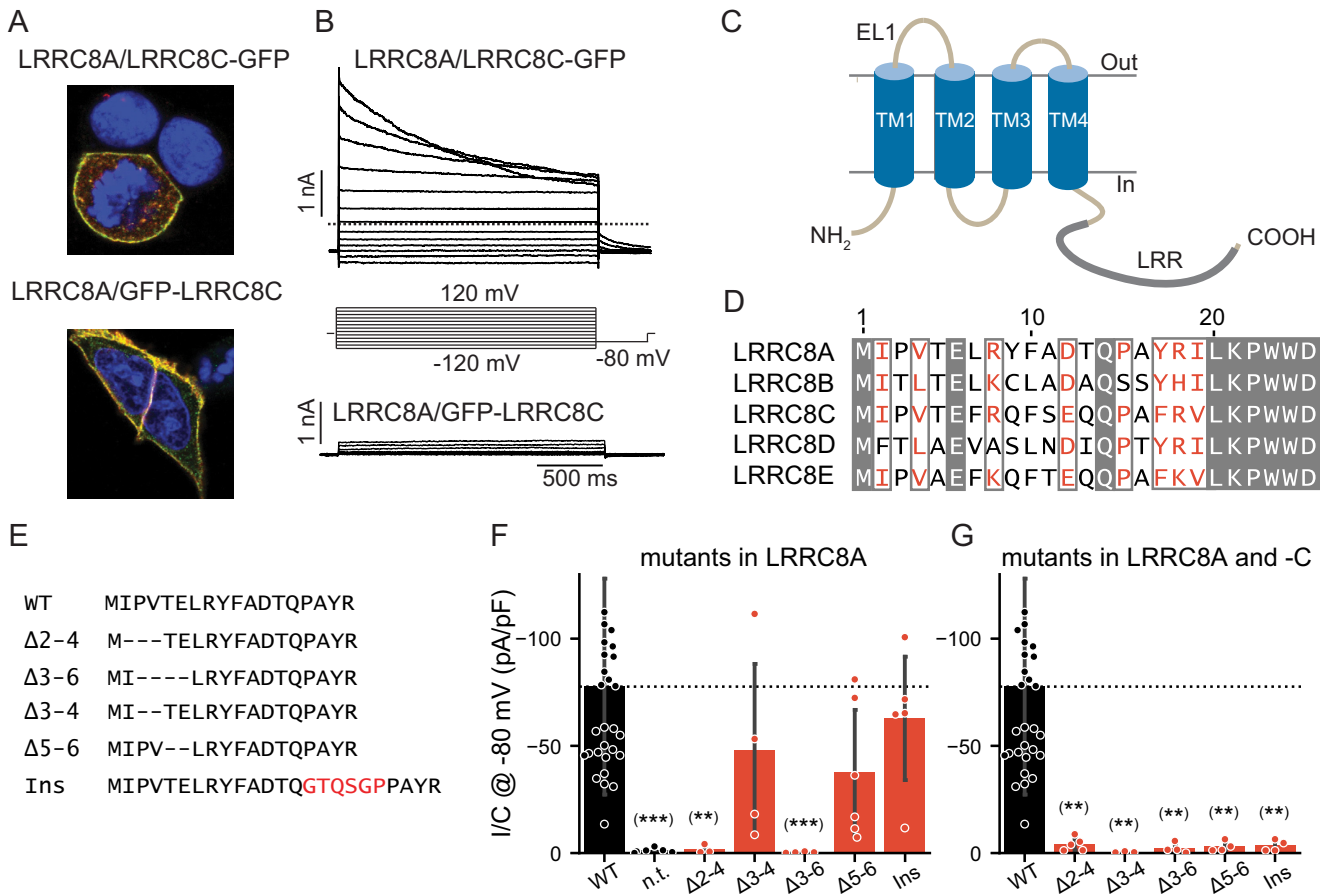 A
LRRC8A/LRRC8C-GFP
LRRC8A/GFP-LRRC8C
B
LRRC8A/LRRC8C-GFP
1 nA
120 mV
-120 mV
-80 mV
1 nA
LRRC8A/GFP-LRRC8C
500 ms
C
EL1
Out
TM1 TM2 TM3 TM4
In
NH2
LRR
COOH
D
1 10 20
LRRC8A MIPVTELRYFADTQPAYRILKPWWD
LRRC8B MITLTELKCLADAQSSYHILKPWWD
LRRC8C MIPVTEFRQFSEQQPAFRVLKPWWD
LRRC8D MFTLAEVASLNDIQPTYRILKPWWD
LRRC8E MIPVAEFKQFTEQQPAFKVLKPWWD
E
WT MIPVTELRYFADTQPAYR
Δ2-4 M---TELRYFADTQPAYR
Δ3-6 MI----LRYFADTQPAYR
Δ3-4 MI--TELRYFADTQPAYR
Δ5-6 MIPV--LRYFADTQPAYR
Ins MIPVTELRYFADTQGTQSGPPAYR
F
mutants in LRRC8A
I/C @ -80 mV (pA/pF)
-100
-50
0
(***) (**) (***)
WT n.t. Δ2-4 Δ3-4 Δ3-6 Δ5-6 Ins
G
mutants in LRRC8A and -C
-100
-50
0
(**) (**) (**) (**) (**)
WT Δ2-4 Δ3-4 Δ3-6 Δ5-6 Ins